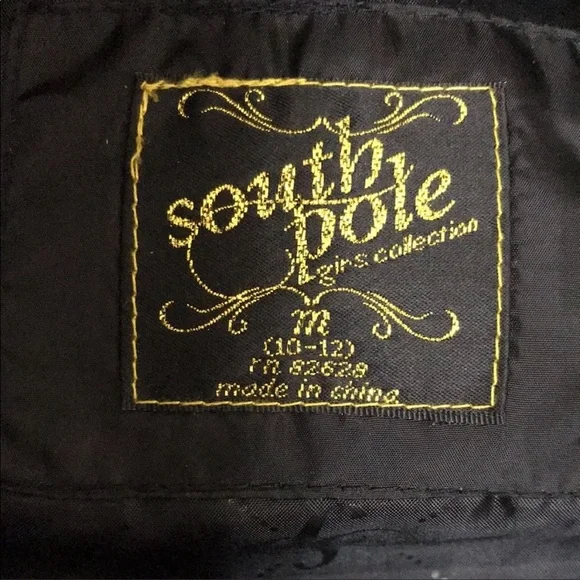 south
pole
girls collection
m
(10-12)
rn 82628
made in china